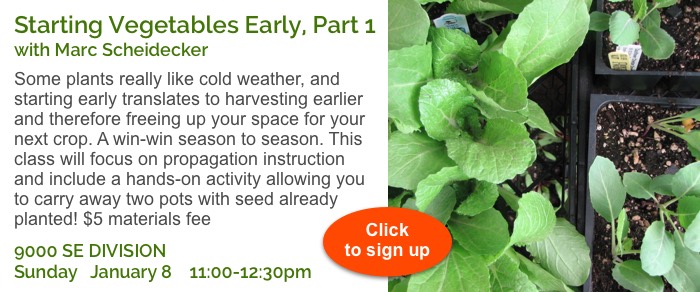 Starting Vegetables Early, Part 1
with Marc Scheidecker
Some plants really like cold weather, and
starting early translates to harvesting earlier
and therefore freeing up your space for your
next crop. A win-win season to season. This
class will focus on propagation instruction
and include a hands-on activity allowing you
to carry away two pots with seed already
planted! $5 materials fee
Click
to sign up
9000 SE DIVISION
Sunday January 8 11:00-12:30pm